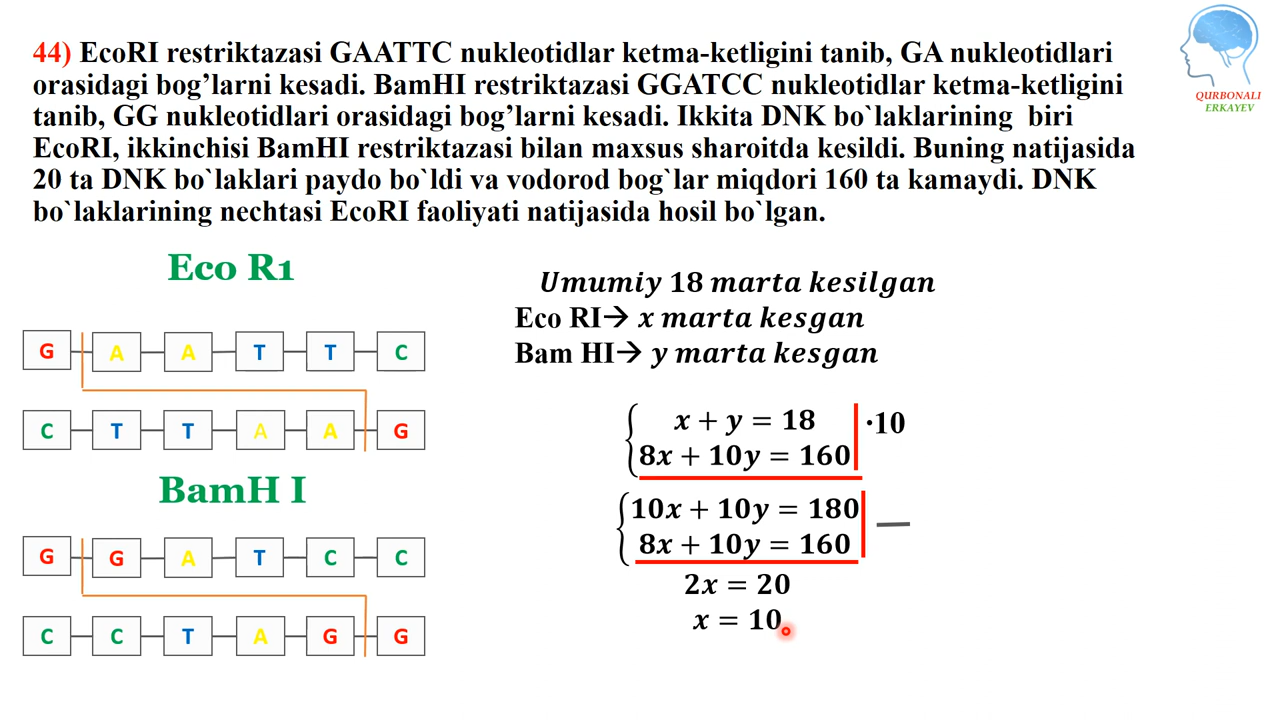 44) EcoRI restriktazasi GAATTC nukleotidlar ketma-ketligini tanib, GA nukleotidlari
orasidagi bog’larni kesadi. BamHI restriktazasi GGATCC nukleotidlar ketma-ketligini
tanib, GG nukleotidlari orasidagi bog’larni kesadi. Ikkita DNK bo`laklarining biri
EcoRI, ikkinchisi BamHI restriktazasi bilan maxsus sharoitda kesildi. Buning natijasida
20 ta DNK bo`laklari paydo bo`ldi va vodorod bog`lar miqdori 160 ta kamaydi. DNK
bo`laklarining nechtasi EcoRI faoliyati natijasida hosil bo`lgan.
QURBONALI
ERKAYEV
Eco R1
G A A T T C
C T T A A G
BamH I
G G A T C C
C C T A G G
Umumiy 18 marta kesilgan
Eco RI→ x marta kesgan
Bam HI→ y marta kesgan
x + y = 18 ·10
8x + 10y = 160
10x + 10y = 180 —
8x + 10y = 160
2x = 20
x = 10